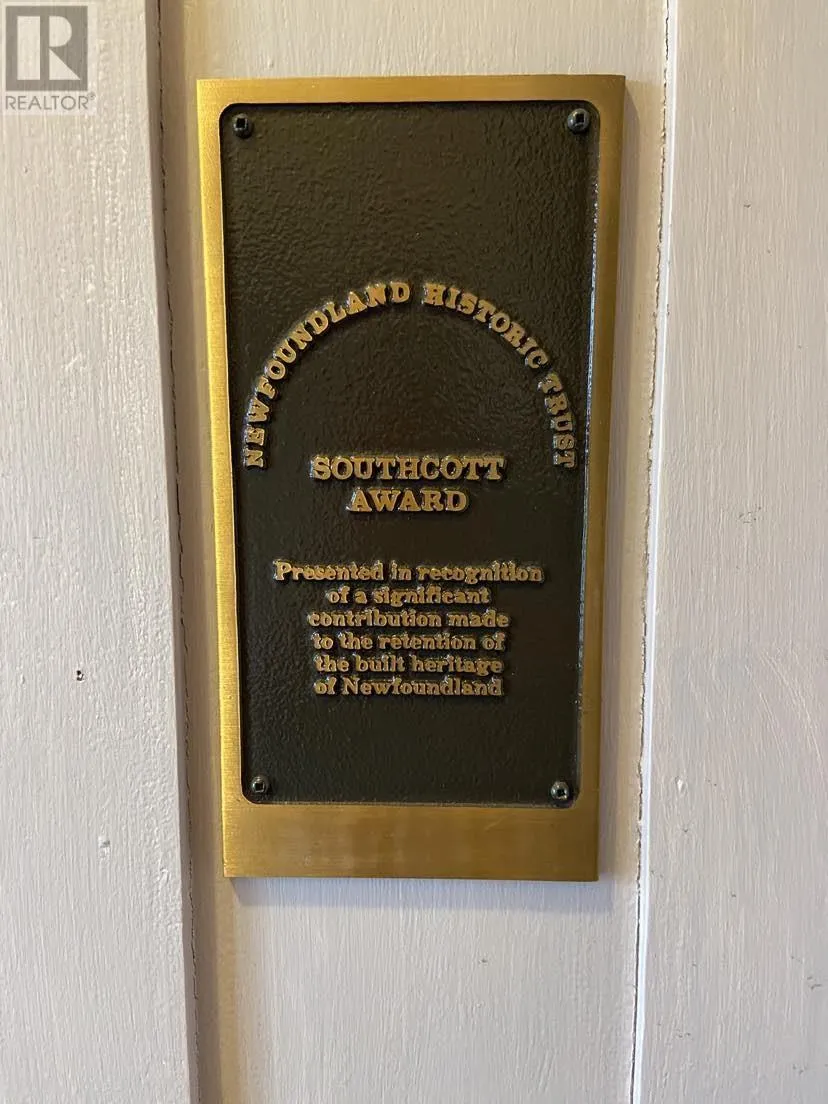 R
REALTOR®
NEWFOUNDLAND HISTORIC TRUST
SOUTHCOTT
AWARD
Presented in recognition
of a significant
contribution made
to the retention of
the built heritage
of Newfoundland